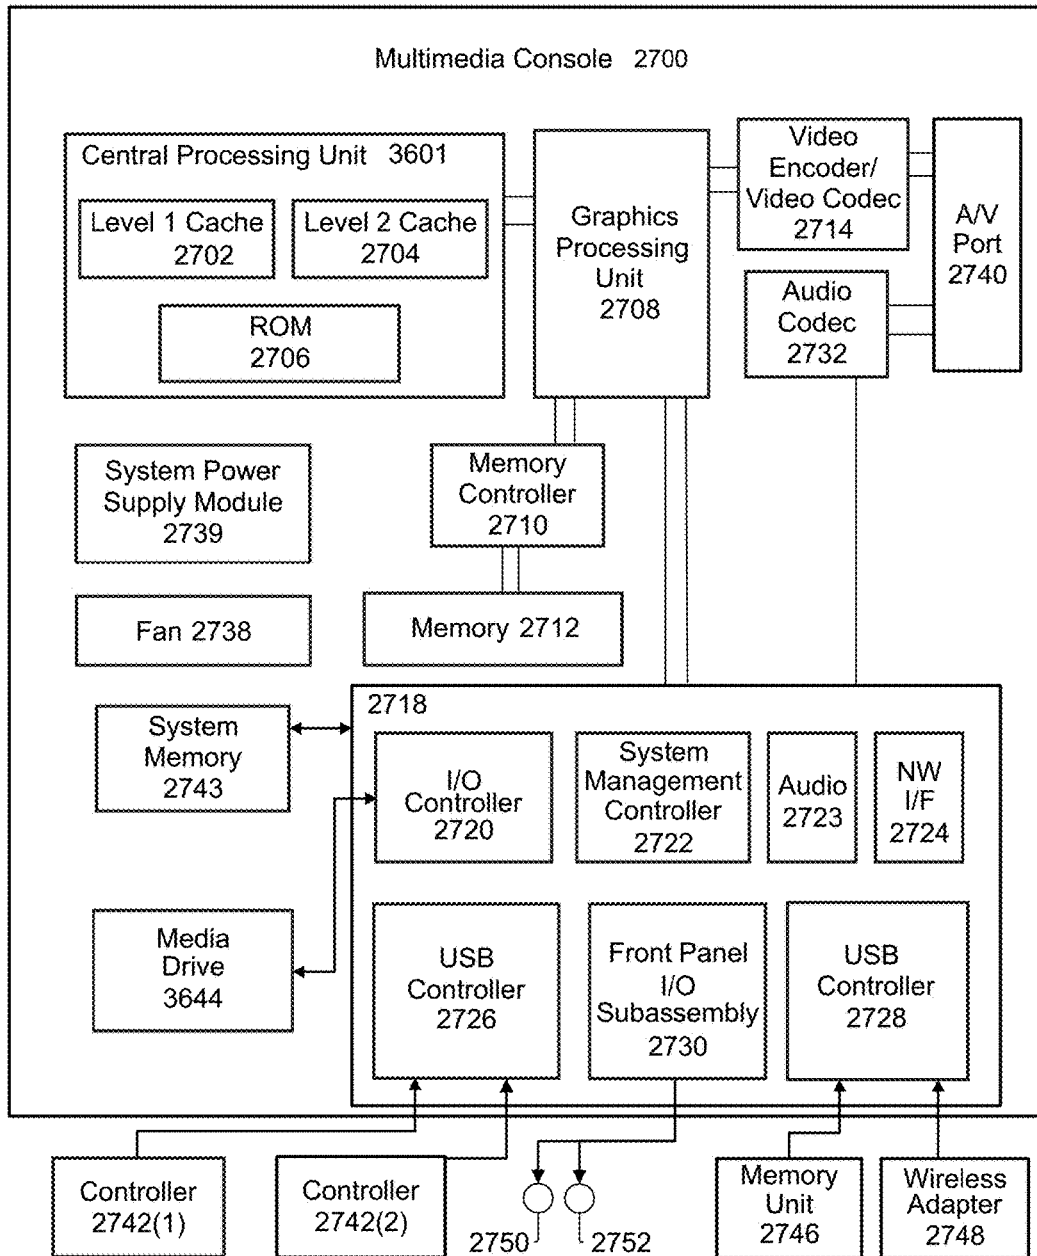 Multimedia Console 2700
Central Processing Unit 3601
Level 1 Cache
2702
Level 2 Cache
2704
ROM
2706
Graphics
Processing
Unit
2708
Video
Encoder/
Video Codec
2714
A/V
Port
2740
Audio
Codec
2732
System Power
Supply Module
2739
Memory
Controller
2710
Fan 2738
Memory 2712
System
Memory
2743
2718
I/O
Controller
2720
System
Management
Controller
2722
Audio
2723
NW
I/F
2724
Media
Drive
3644
USB
Controller
2726
Front Panel
I/O
Subassembly
2730
USB
Controller
2728
Controller
2742(1)
Controller
2742(2)
2750
2752
Memory
Unit
2746
Wireless
Adapter
2748